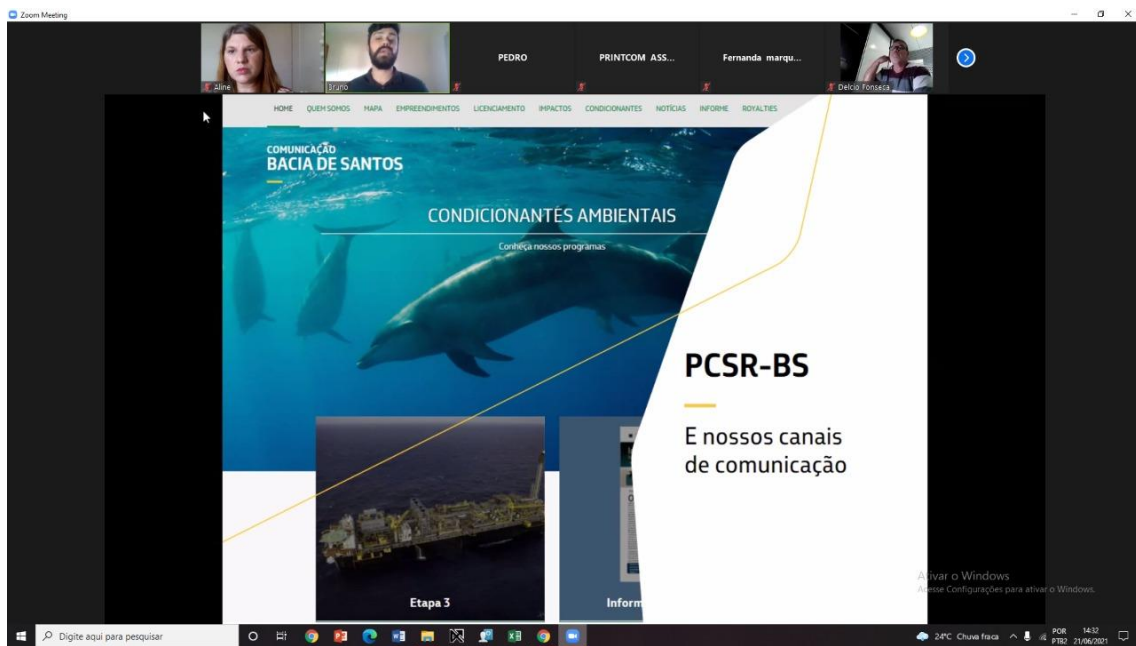 Zoom Meeting
Aline
Bruno
PEDRO
PRINTCOM ASS...
Fernanda marqu...
Delcio Fonseca
HOME QUEM SOMOS MAPA EMPREENDIMENTOS LICENCIAMENTO IMPACTOS CONDICIONANTES NOTÍCIAS INFORME ROYALTIES
COMUNICAÇÃO
BACIA DE SANTOS
CONDICIONANTES AMBIENTAIS
Conheça nossos programas
PCSR-BS
E nossos canais
de comunicação
Etapa 3
Inform
Ativar o Windows
Acesse Configurações para ativar o Windows.
Digite aqui para pesquisar
24°C Chuva fraca
POR
PTB2
14:32
21/06/2021